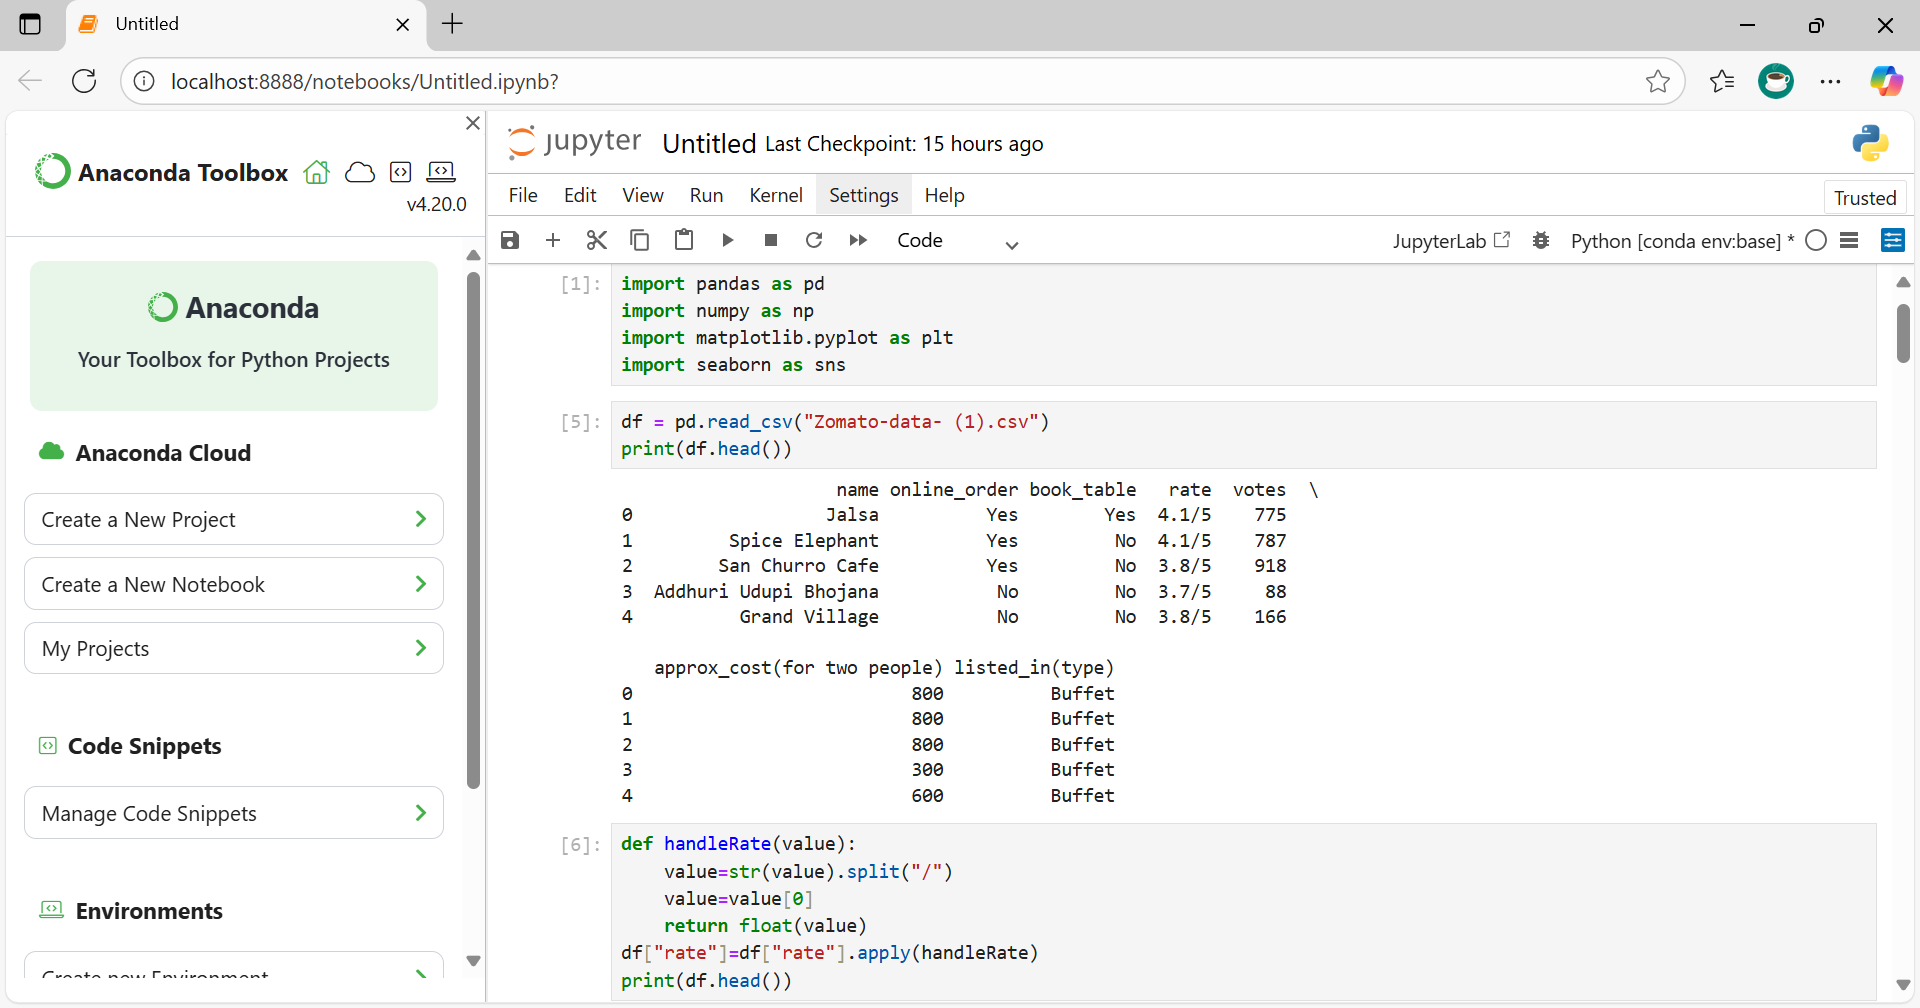 Untitled
localhost:8888/notebooks/Untitled.ipynb?
Anaconda Toolbox
v4.20.0
Anaconda
Your Toolbox for Python Projects
Anaconda Cloud
Create a New Project
Create a New Notebook
My Projects
Code Snippets
Manage Code Snippets
Environments
Create new Environment
jupyter Untitled Last Checkpoint: 15 hours ago
File Edit View Run Kernel Settings Help
Trusted
Code
JupyterLab Python [conda env:base] *
[1]: import pandas as pd
import numpy as np
import matplotlib.pyplot as plt
import seaborn as sns
[5]: df = pd.read_csv("Zomato-data- (1).csv")
print(df.head())
name online_order book_table rate votes \
0 Jalsa Yes Yes 4.1/5 775
1 Spice Elephant Yes No 4.1/5 787
2 San Churro Cafe Yes No 3.8/5 918
3 Addhuri Udupi Bhojana No No 3.7/5 88
4 Grand Village No No 3.8/5 166
approx_cost(for two people) listed_in(type)
0 800 Buffet
1 800 Buffet
2 800 Buffet
3 300 Buffet
4 600 Buffet
[6]: def handleRate(value):
value=str(value).split("/")
value=value[0]
return float(value)
df["rate"]=df["rate"].apply(handleRate)
print(df.head())